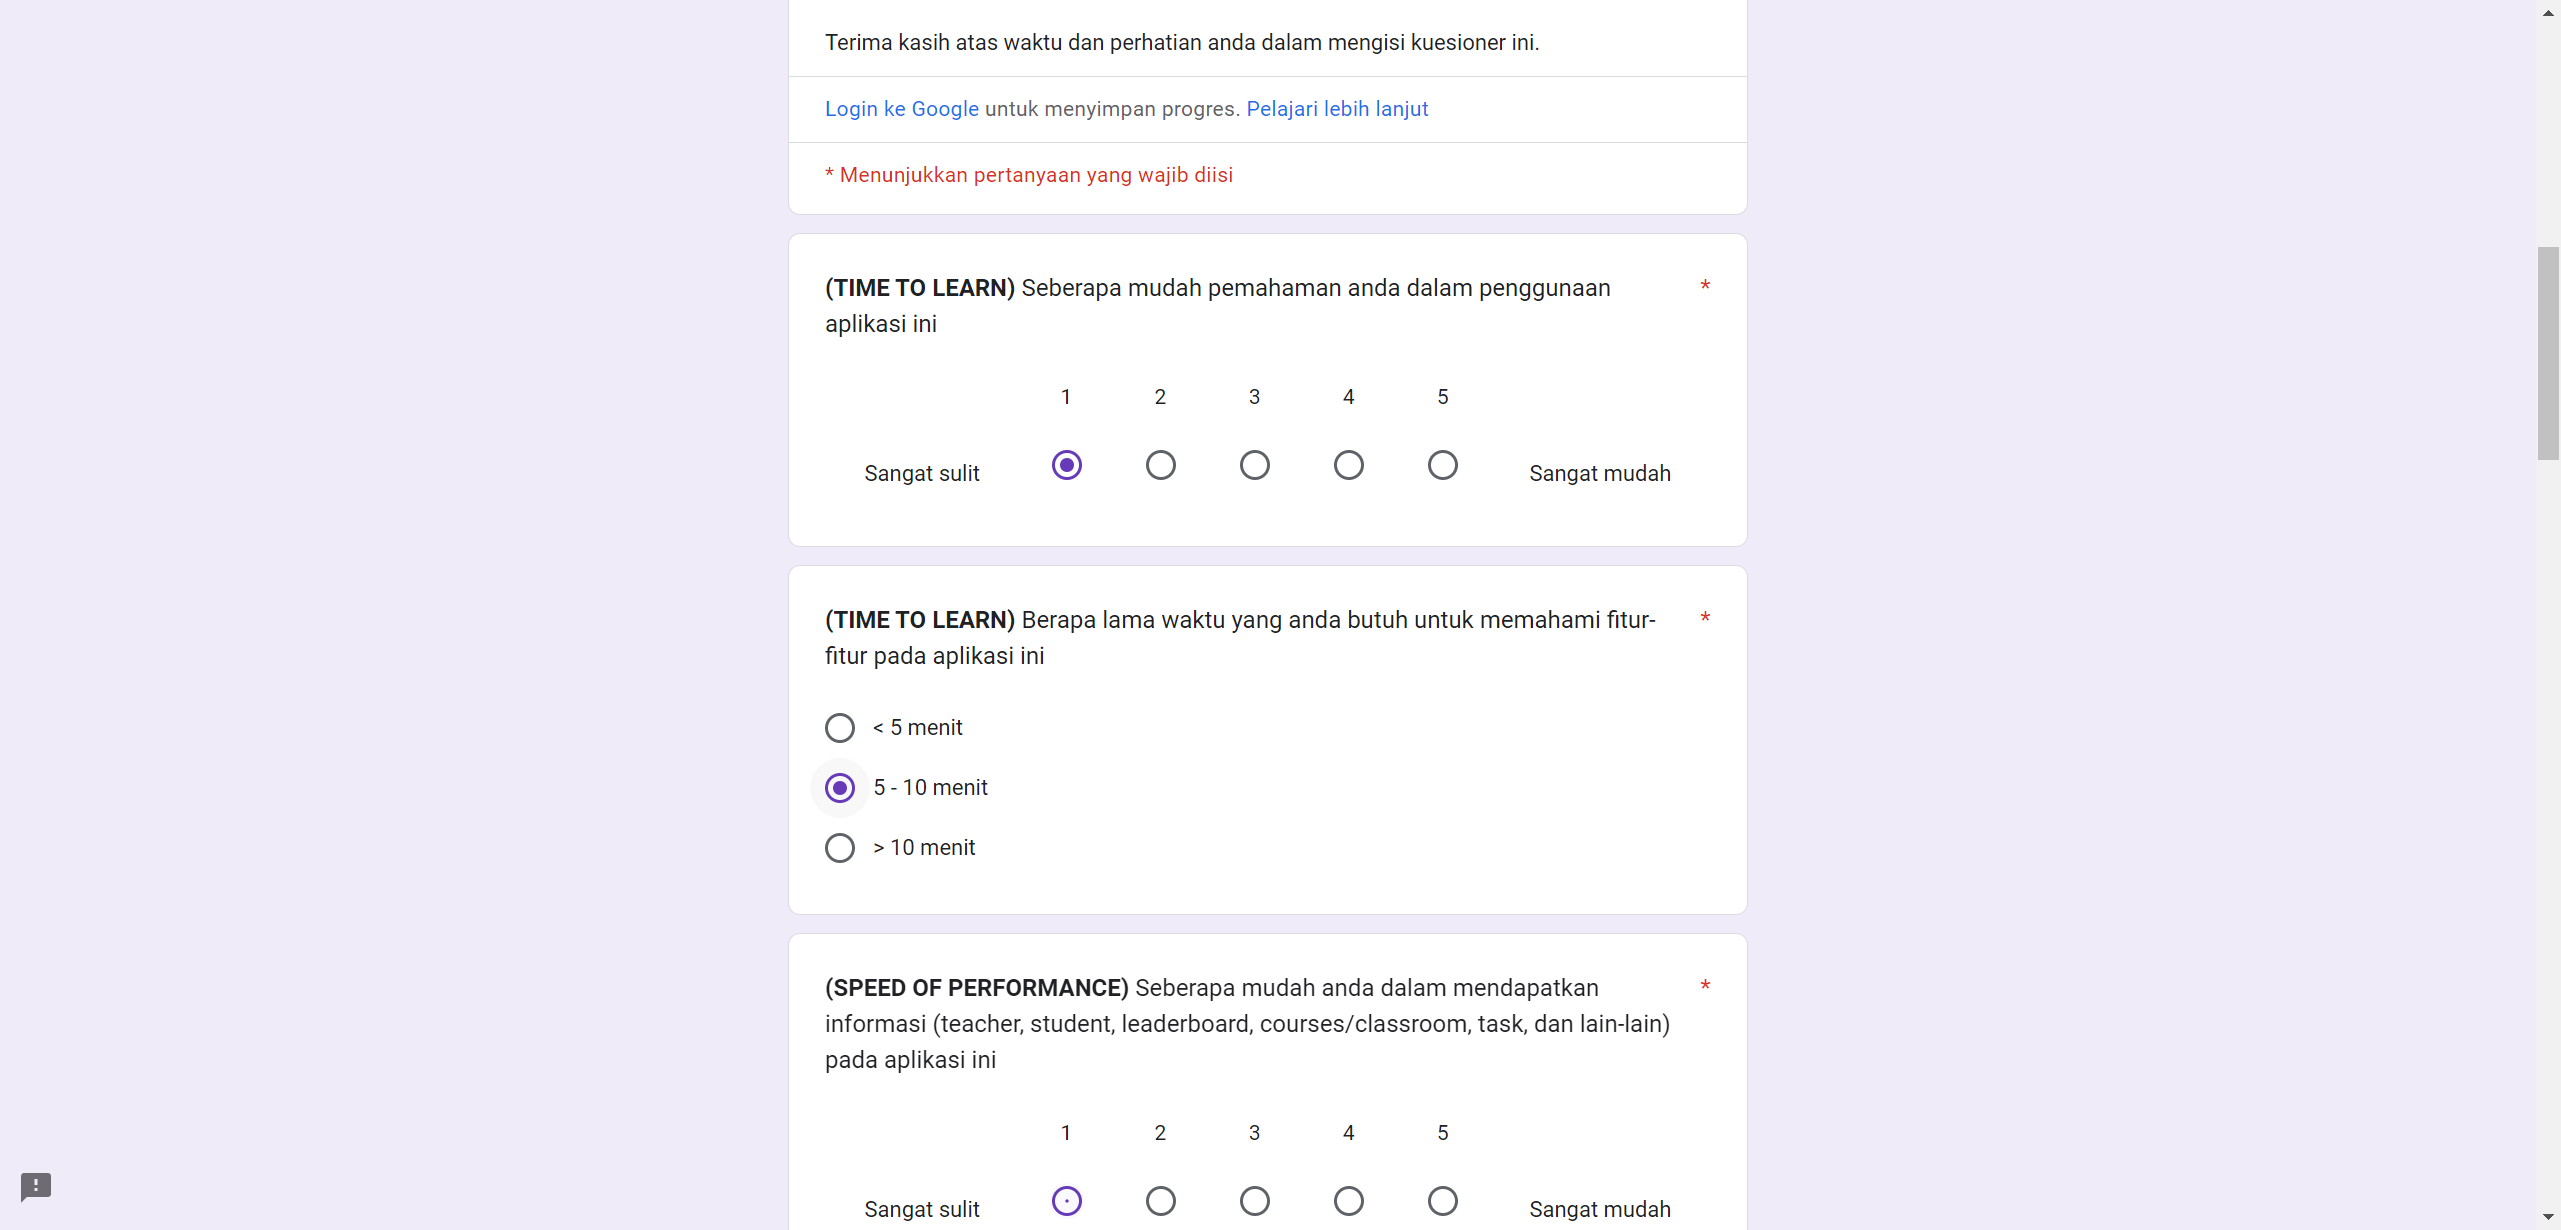 Terima kasih atas waktu dan perhatian anda dalam mengisi kuesioner ini.
Login ke Google untuk menyimpan progres. Pelajari lebih lanjut
* Menunjukkan pertanyaan yang wajib diisi
(TIME TO LEARN) Seberapa mudah pemahaman anda dalam penggunaan *
aplikasi ini
1 2 3 4 5
Sangat sulit Sangat mudah
(TIME TO LEARN) Berapa lama waktu yang anda butuh untuk memahami fitur- *
fitur pada aplikasi ini
< 5 menit
5 - 10 menit
> 10 menit
(SPEED OF PERFORMANCE) Seberapa mudah anda dalam mendapatkan *
informasi (teacher, student, leaderboard, courses/classroom, task, dan lain-lain)
pada aplikasi ini
1 2 3 4 5
Sangat sulit Sangat mudah